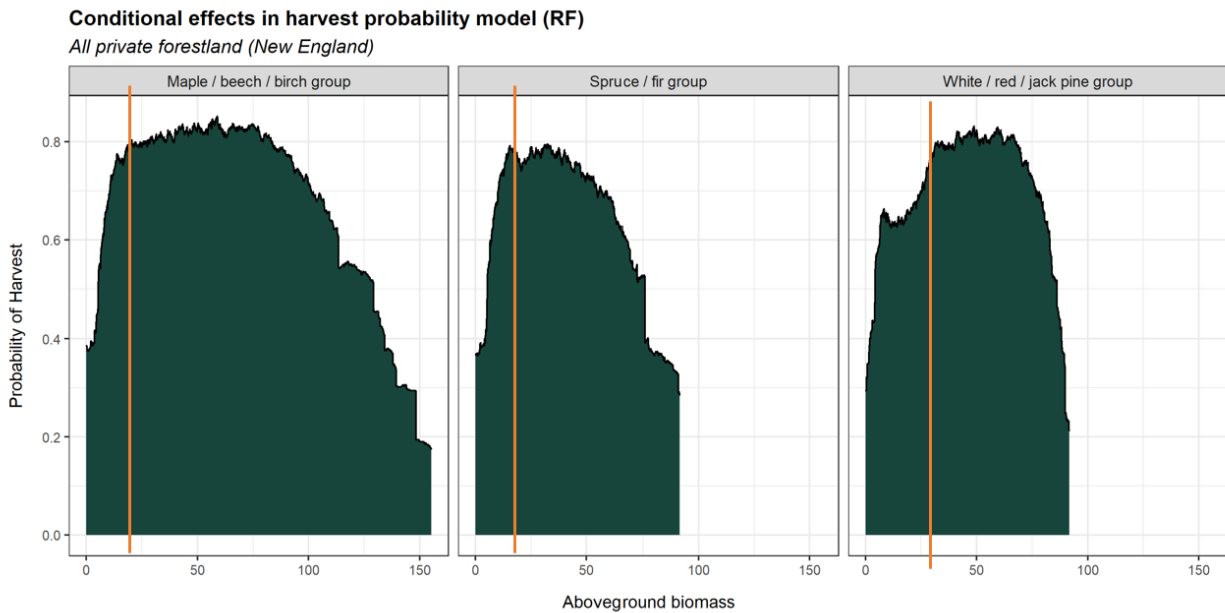 Conditional effects in harvest probability model (RF)
All private forestland (New England)
Maple / beech / birch group
Spruce / fir group
White / red / jack pine group
Probability of Harvest
0.8
0.6
0.4
0.2
0.0
0 50 100 150
0 50 100 150
0 50 100 150
Aboveground biomass